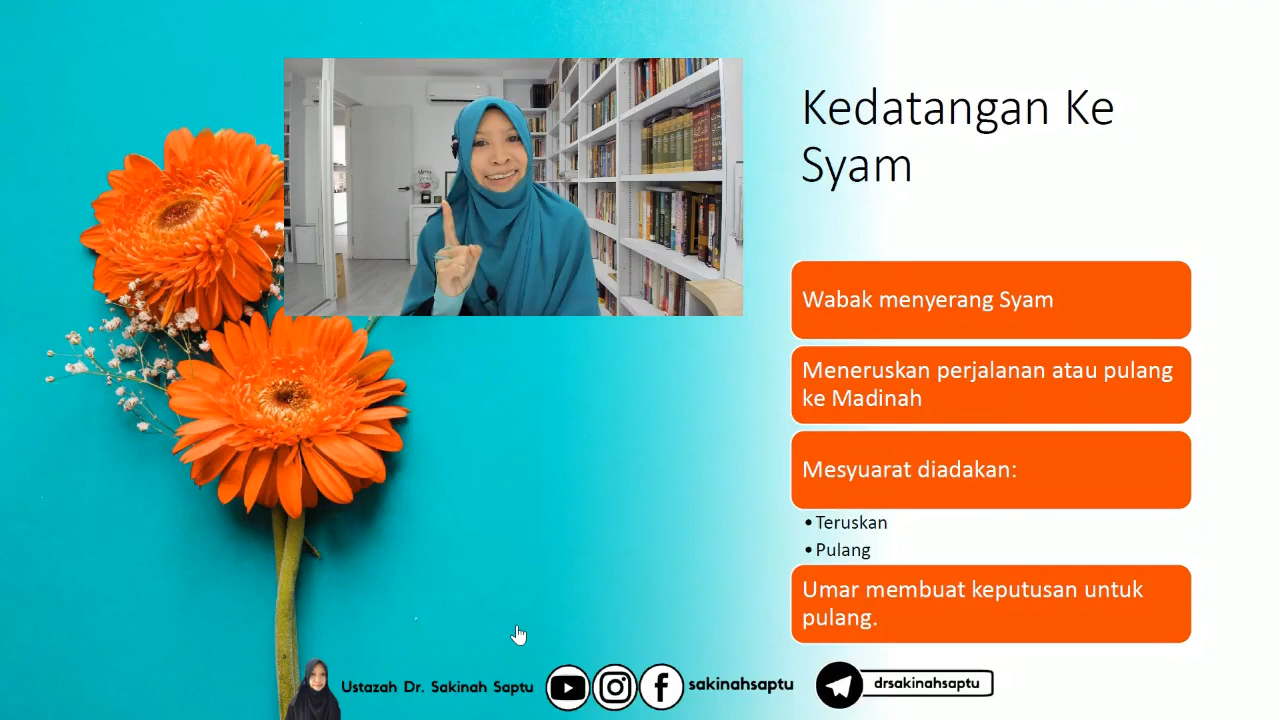 Kedatangan Ke
Syam
Wabak menyerang Syam
Meneruskan perjalanan atau pulang
ke Madinah
Mesyuarat diadakan:
•Teruskan
•Pulang
Umar membuat keputusan untuk
pulang.
Ustazah Dr. Sakinah Saptu
sakinahsaptu
drsakinahsaptu